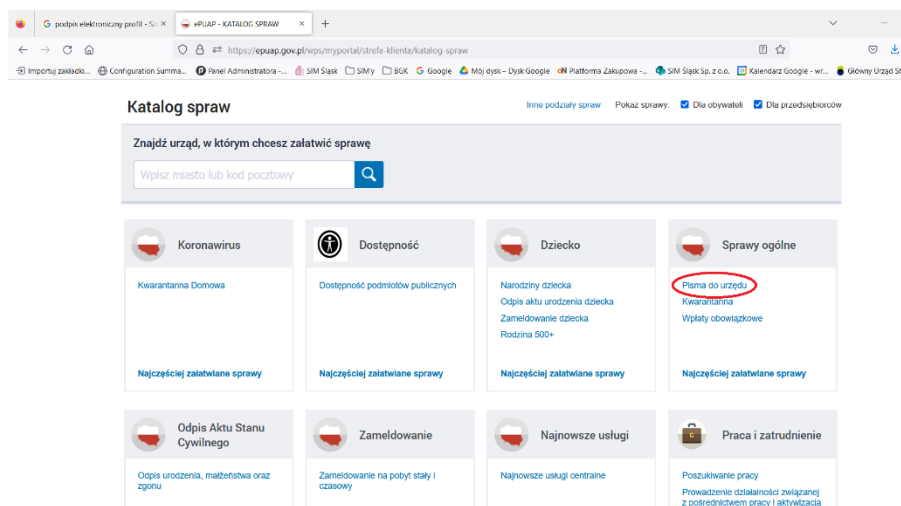 podpis elektroniczny profil - Sz
ePUAP - KATALOG SPRAW
https://epuap.gov.pl/wps/myportal/strefa-klienta/katalog-spraw
Importuj zakładki...
Configuration Summa...
Panel Administratora -...
SIM Śląsk
SIM'y
BGK
Google
Mój dysk – Dysk Google
Platforma Zakupowa -...
SIM Śląsk Sp. z o.o.
Kalendarz Google - wr...
Główny Urząd St
Katalog spraw
Inne podziały spraw
Pokaż sprawy:
Dla obywateli
Dla przedsiębiorców
Znajdź urząd, w którym chcesz załatwić sprawę
Wpisz miasto lub kod pocztowy
Koronawirus
Kwarantanna Domowa
Najczęściej załatwiane sprawy
Dostępność
Dostępność podmiotów publicznych
Najczęściej załatwiane sprawy
Dziecko
Narodziny dziecka
Odpis aktu urodzenia dziecka
Zameldowanie dziecka
Rodzina 500+
Najczęściej załatwiane sprawy
Sprawy ogólne
Pisma do urzędu
Kwarantanna
Wpłaty obowiązkowe
Najczęściej załatwiane sprawy
Odpis Aktu Stanu
Cywilnego
Odpis urodzenia, małżeństwa oraz
zgonu
Zameldowanie
Zameldowanie na pobyt stały i
czasowy
Najnowsze usługi
Najnowsze usługi centralne
Praca i zatrudnienie
Poszukiwanie pracy
Prowadzenie działalności związanej
z pośrednictwem pracy i aktywizacją